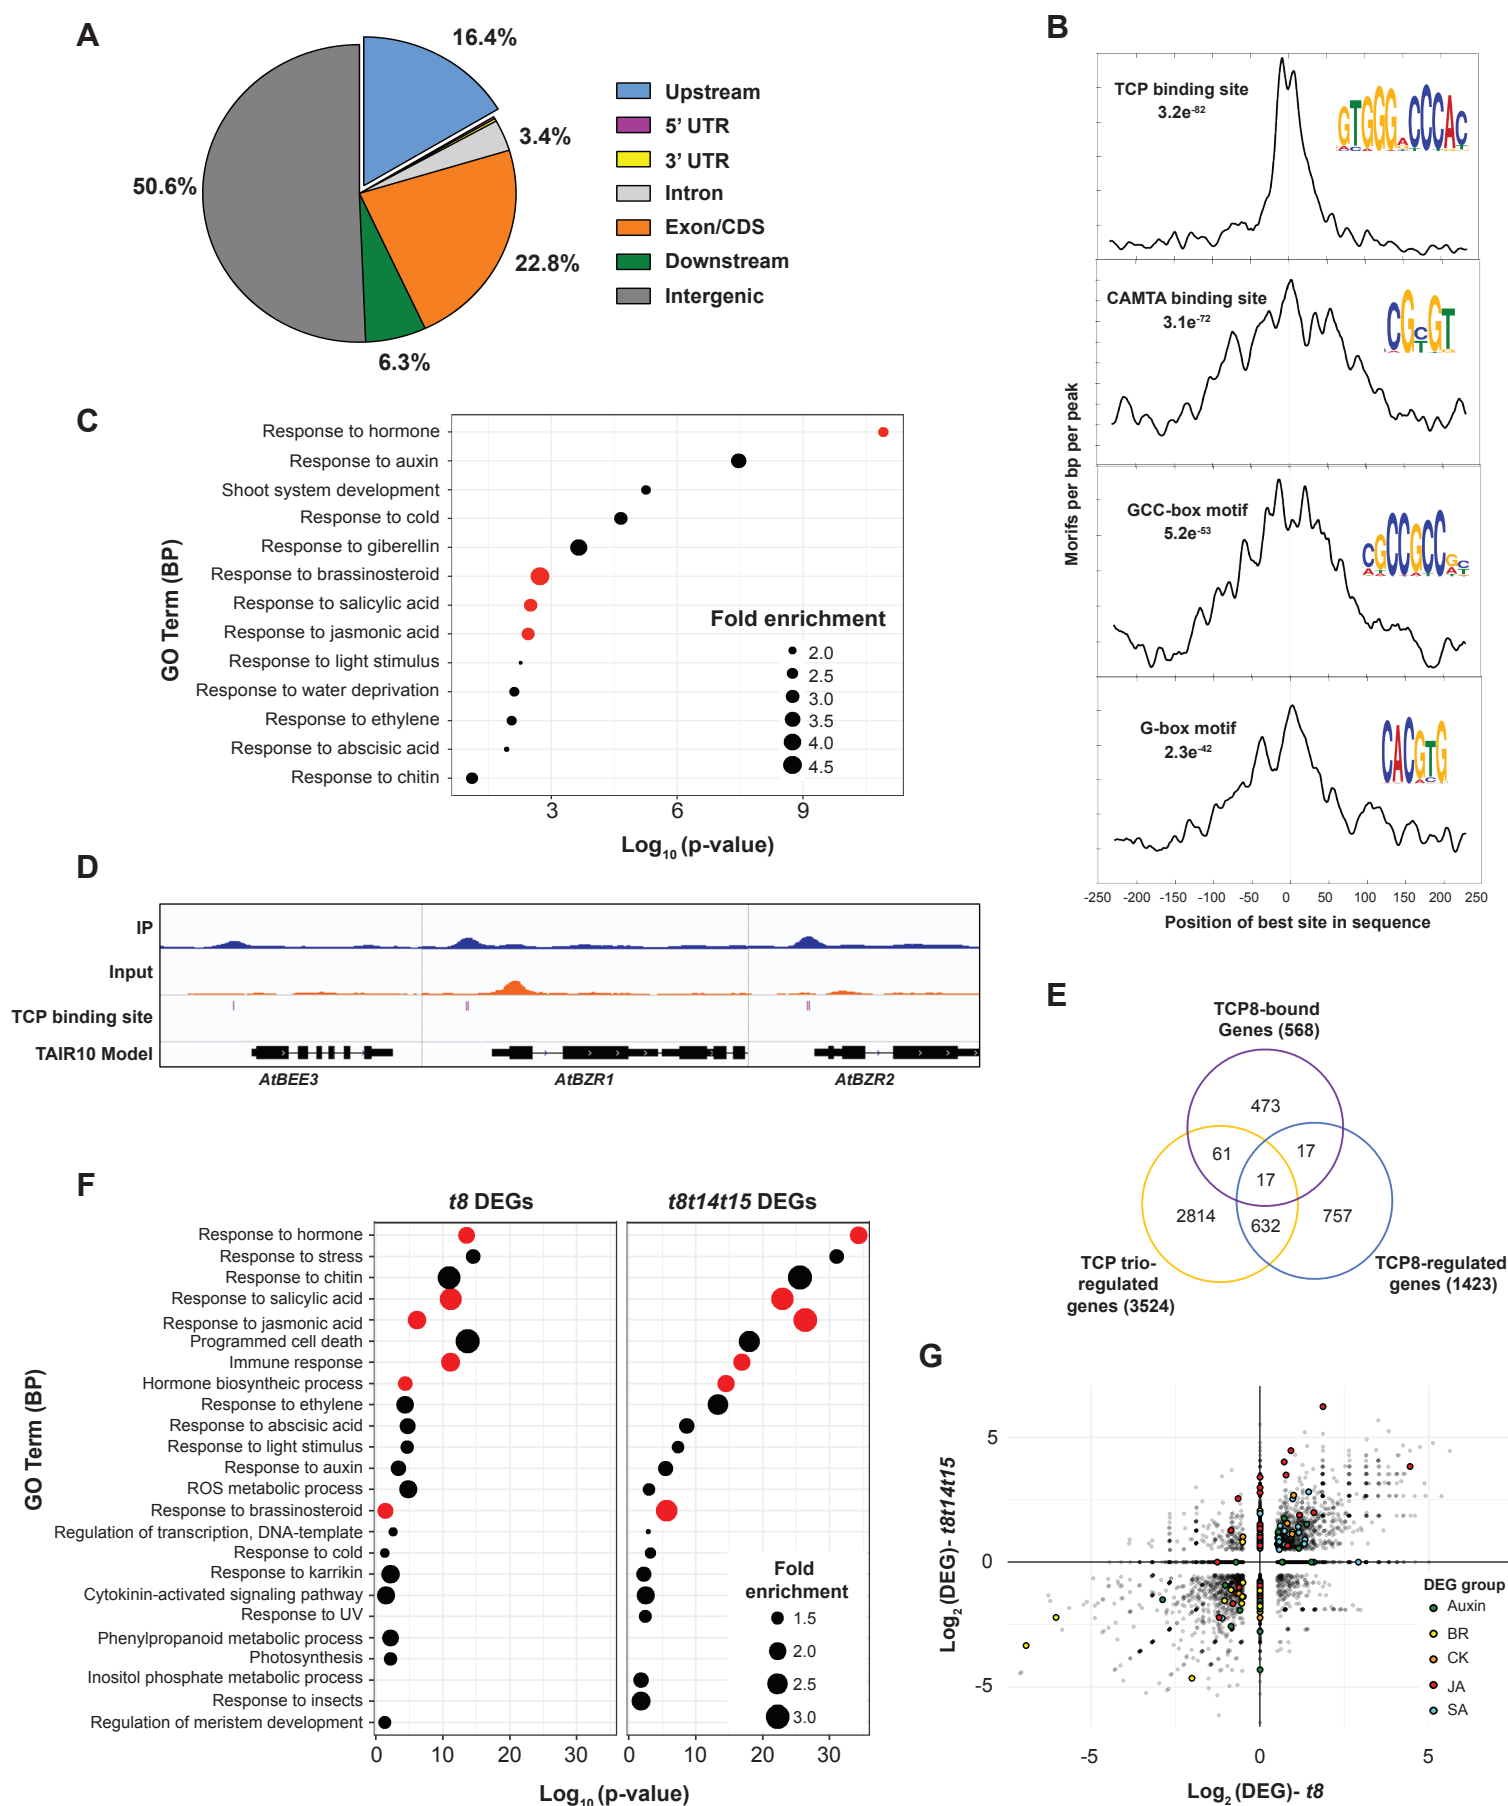 A
16.4%
3.4%
50.6%
22.8%
6.3%
Upstream
5’ UTR
3’ UTR
Intron
Exon/CDS
Downstream
Intergenic
B
TCP binding site
3.2e-82
GTGGGACCCAC
CAMTA binding site
3.1e-72
CGCGT
GCC-box motif
5.2e-53
CGCCGCCGC
G-box motif
2.3e-42
CACGTG
Morifs per bp per peak
-250 -200 -150 -100 -50 0 50 100 150 200 250
Position of best site in sequence
C
GO Term (BP)
Response to hormone
Response to auxin
Shoot system development
Response to cold
Response to giberellin
Response to brassinosteroid
Response to salicylic acid
Response to jasmonic acid
Response to light stimulus
Response to water deprivation
Response to ethylene
Response to abscisic acid
Response to chitin
Fold enrichment
2.0
2.5
3.0
3.5
4.0
4.5
3 6 9
Log10 (p-value)
D
IP
Input
TCP binding site
TAIR10 Model
AtBEE3 AtBZR1 AtBZR2
E
TCP8-bound
Genes (568)
473
61
17
17
2814
632
757
TCP trio-
regulated
genes (3524)
TCP8-regulated
genes (1423)
F
t8 DEGs
t8t14t15 DEGs
GO Term (BP)
Response to hormone
Response to stress
Response to chitin
Response to salicylic acid
Response to jasmonic acid
Programmed cell death
Immune response
Hormone biosyntheic process
Response to ethylene
Response to abscisic acid
Response to light stimulus
Response to auxin
ROS metabolic process
Response to brassinosteroid
Regulation of transcription, DNA-template
Response to cold
Response to karrikin
Cytokinin-activated signaling pathway
Response to UV
Phenylpropanoid metabolic process
Photosynthesis
Inositol phosphate metabolic process
Response to insects
Regulation of meristem development
Fold
enrichment
1.5
2.0
2.5
3.0
0 10 20 30
0 10 20 30
Log10 (p-value)
G
Log2 (DEG)- t8t14t15
5
0
-5
DEG group
Auxin
BR
CK
JA
SA
-5 0 5
Log2 (DEG)- t8